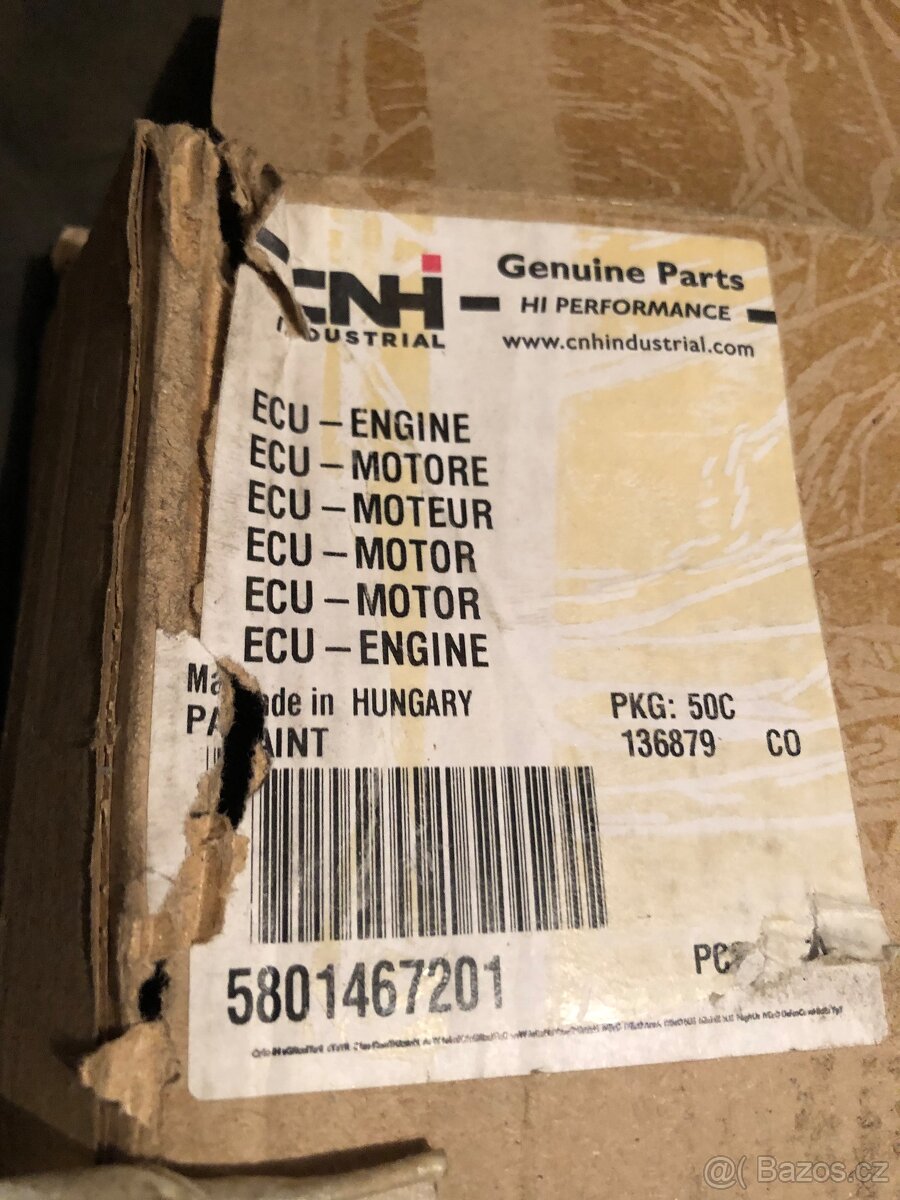 CNH
INDUSTRIAL
Genuine Parts
HI PERFORMANCE
www.cnhindustrial.com
ECU – ENGINE
ECU – MOTORE
ECU – MOTEUR
ECU – MOTOR
ECU – MOTOR
ECU – ENGINE
Made in HUNGARY
PKG: 50C
136879 CO
5801467201
@( Bazos.cz